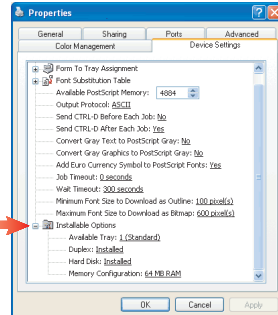 Properties
General Sharing Ports Advanced
Color Management Device Settings
Form To Tray Assignment
Font Substitution Table
Available PostScript Memory: 4884
Output Protocol: ASCII
Send CTRL-D Before Each Job: No
Send CTRL-D After Each Job: Yes
Convert Gray Text to PostScript Gray: No
Convert Gray Graphics to PostScript Gray: No
Add Euro Currency Symbol to PostScript Fonts: Yes
Job Timeout: 0 seconds
Wait Timeout: 300 seconds
Minimum Font Size to Download as Outline: 100 pixel(s)
Maximum Font Size to Download as Bitmap: 600 pixel(s)
Installable Options
Available Tray: 1 (Standard)
Duplex: Installed
Hard Disk: Installed
Memory Configuration: 64 MB RAM
OK Cancel Apply